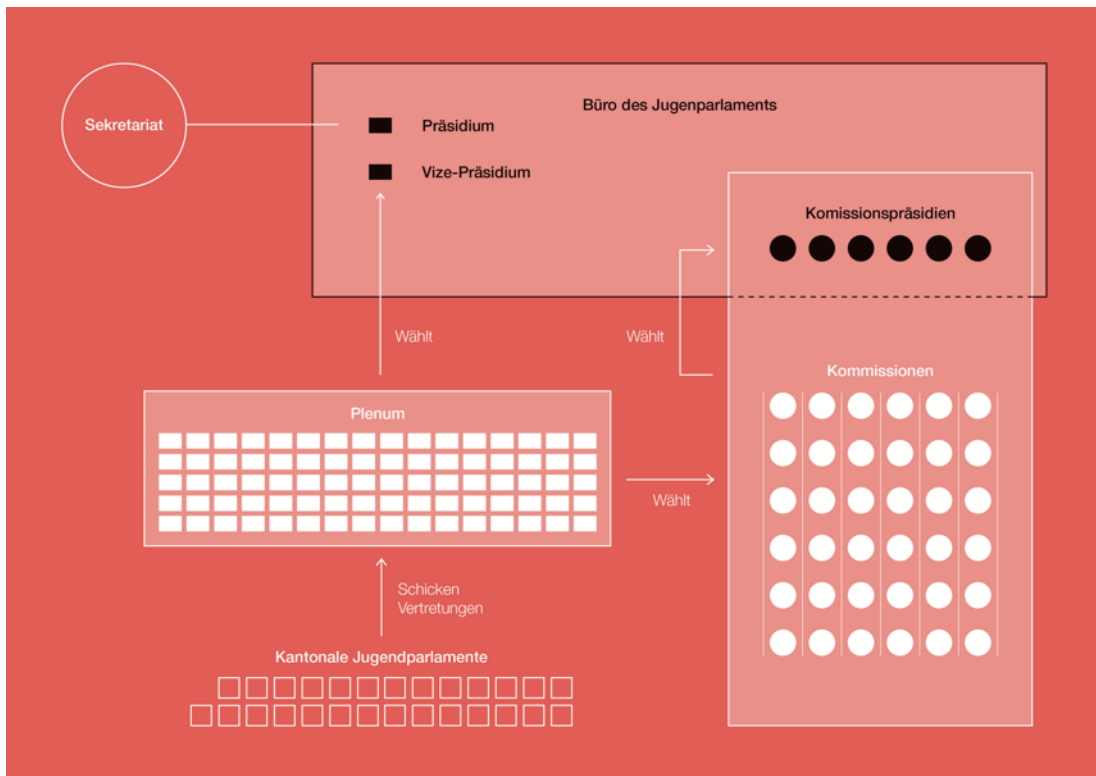 Büro des Jugenparlaments
Sekretariat
Präsidium
Vize-Präsidium
Komissionspräsidien
Wählt
Wählt
Kommissionen
Plenum
Wählt
Schicken
Vertretungen
Kantonale Jugendparlamente